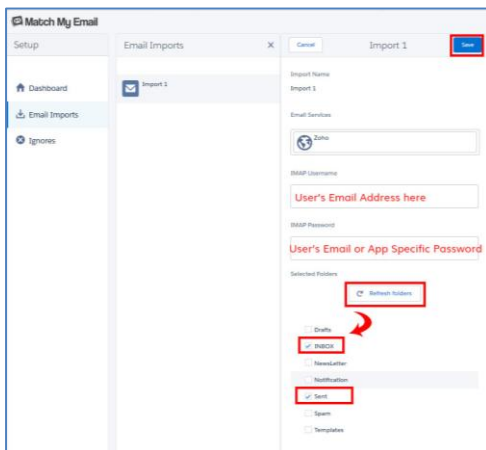 Match My Email
Setup
Email Imports
X
Cancel
Import 1
Save
Dashboard
Email Imports
Ignores
Import 1
Import Name
Import 1
Email Services
Zoho
IMAP Username
User's Email Address here
IMAP Password
User's Email or App Specific Password
Selected Folders
Refresh folders
Drafts
INBOX
NewsLetter
Notification
Sent
Spam
Templates